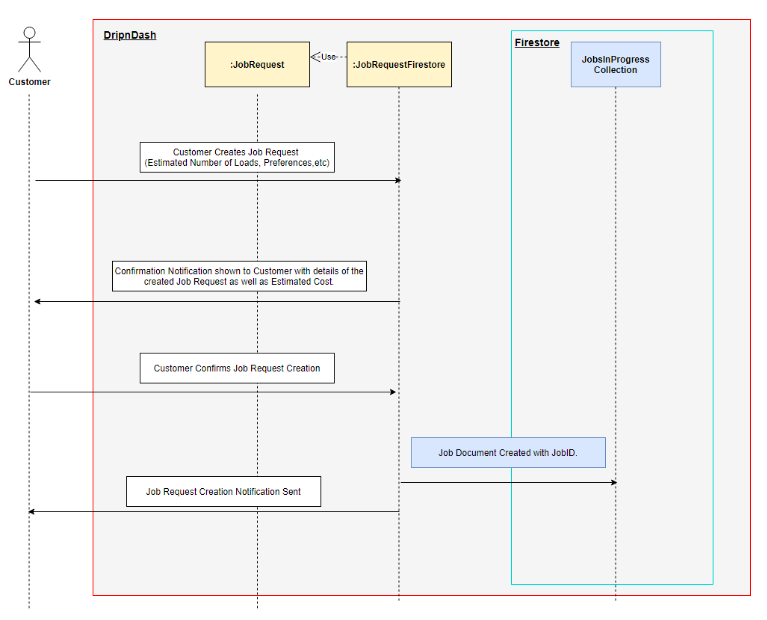 DripnDash
Firestore
Customer
:JobRequest
Use
:JobRequestFirestore
JobsInProgress
Collection
Customer Creates Job Request
(Estimated Number of Loads, Preferences,etc)
Confirmation Notification shown to Customer with details of the
created Job Request as well as Estimated Cost.
Customer Confirms Job Request Creation
Job Document Created with JobID.
Job Request Creation Notification Sent